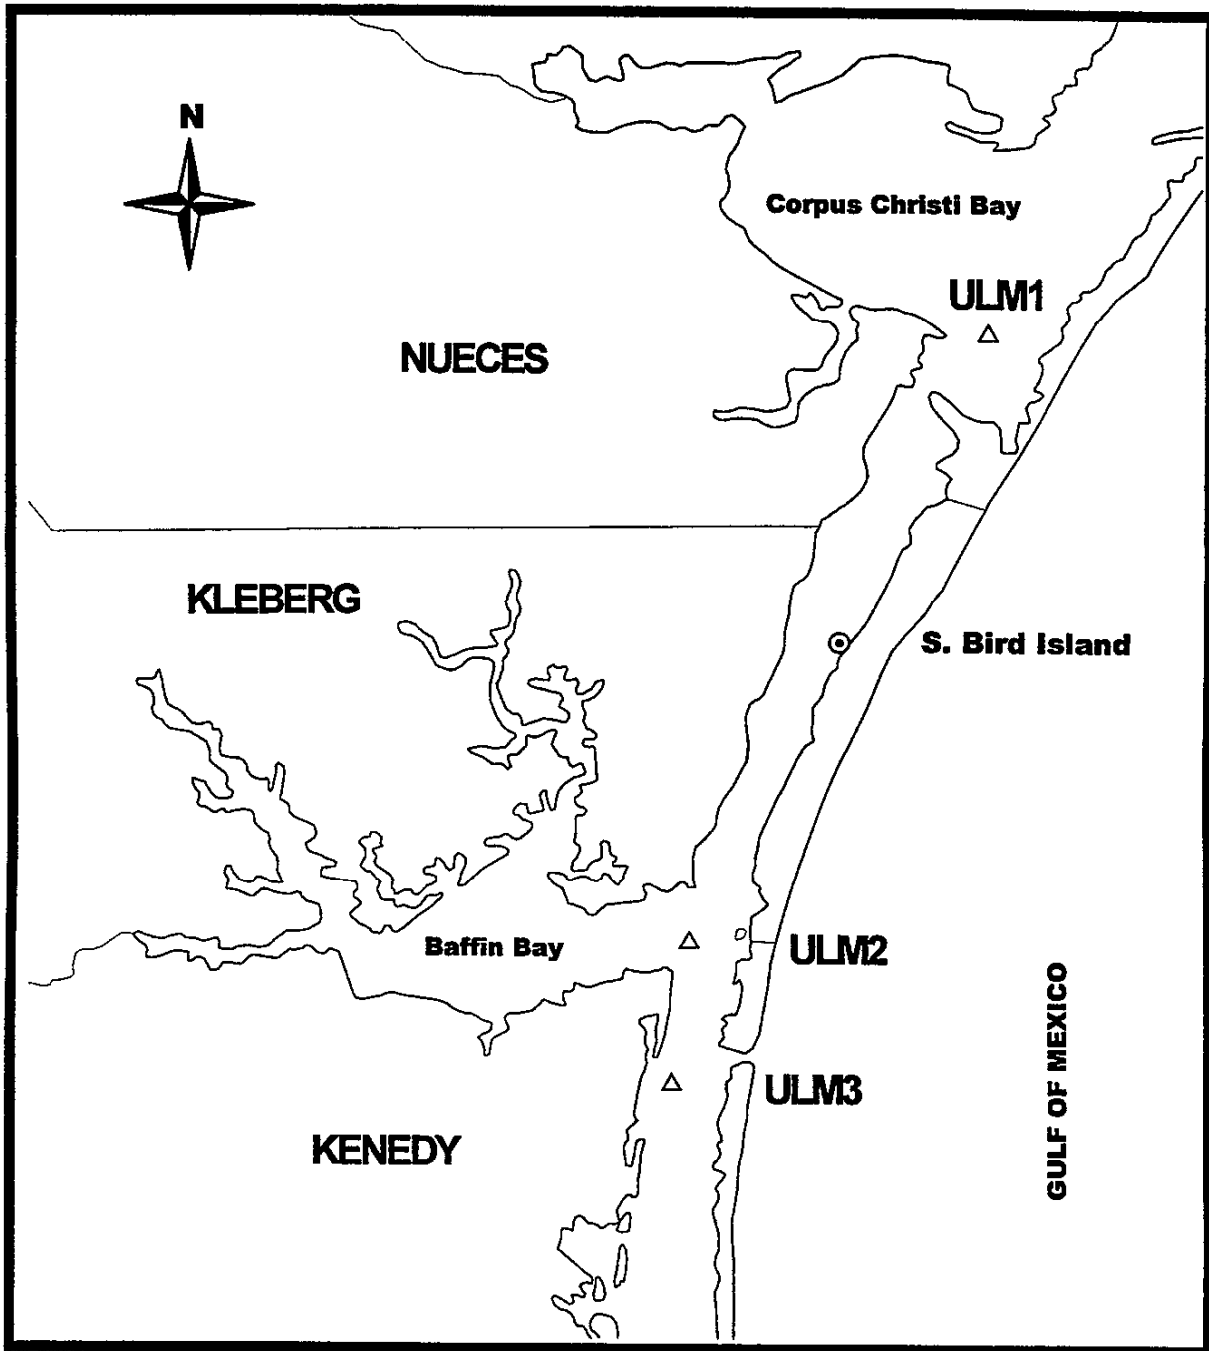 N
Corpus Christi Bay
ULM1
NUECES
KLEBERG
S. Bird Island
Baffin Bay
ULM2
GULF OF MEXICO
ULM3
KENEDY